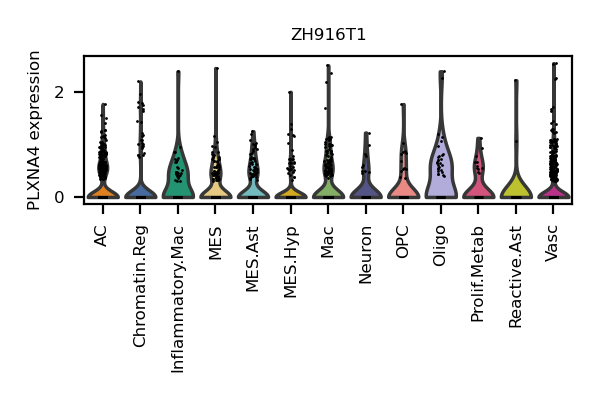 ZH916T1
PLXNA4 expression
2
0
AC
Chromatin.Reg
Inflammatory.Mac
MES
MES.Ast
MES.Hyp
Mac
Neuron
OPC
Oligo
Prolif.Metab
Reactive.Ast
Vasc